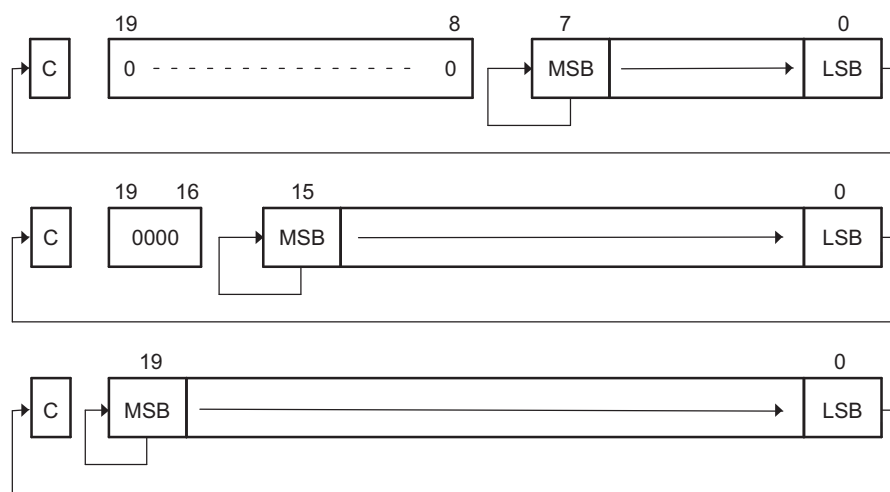 19 8 7 0
C 0 - - - - - - - - - - - - - - - - 0 MSB LSB
19 16 15 0
C 0000 MSB LSB
19 0
C MSB LSB